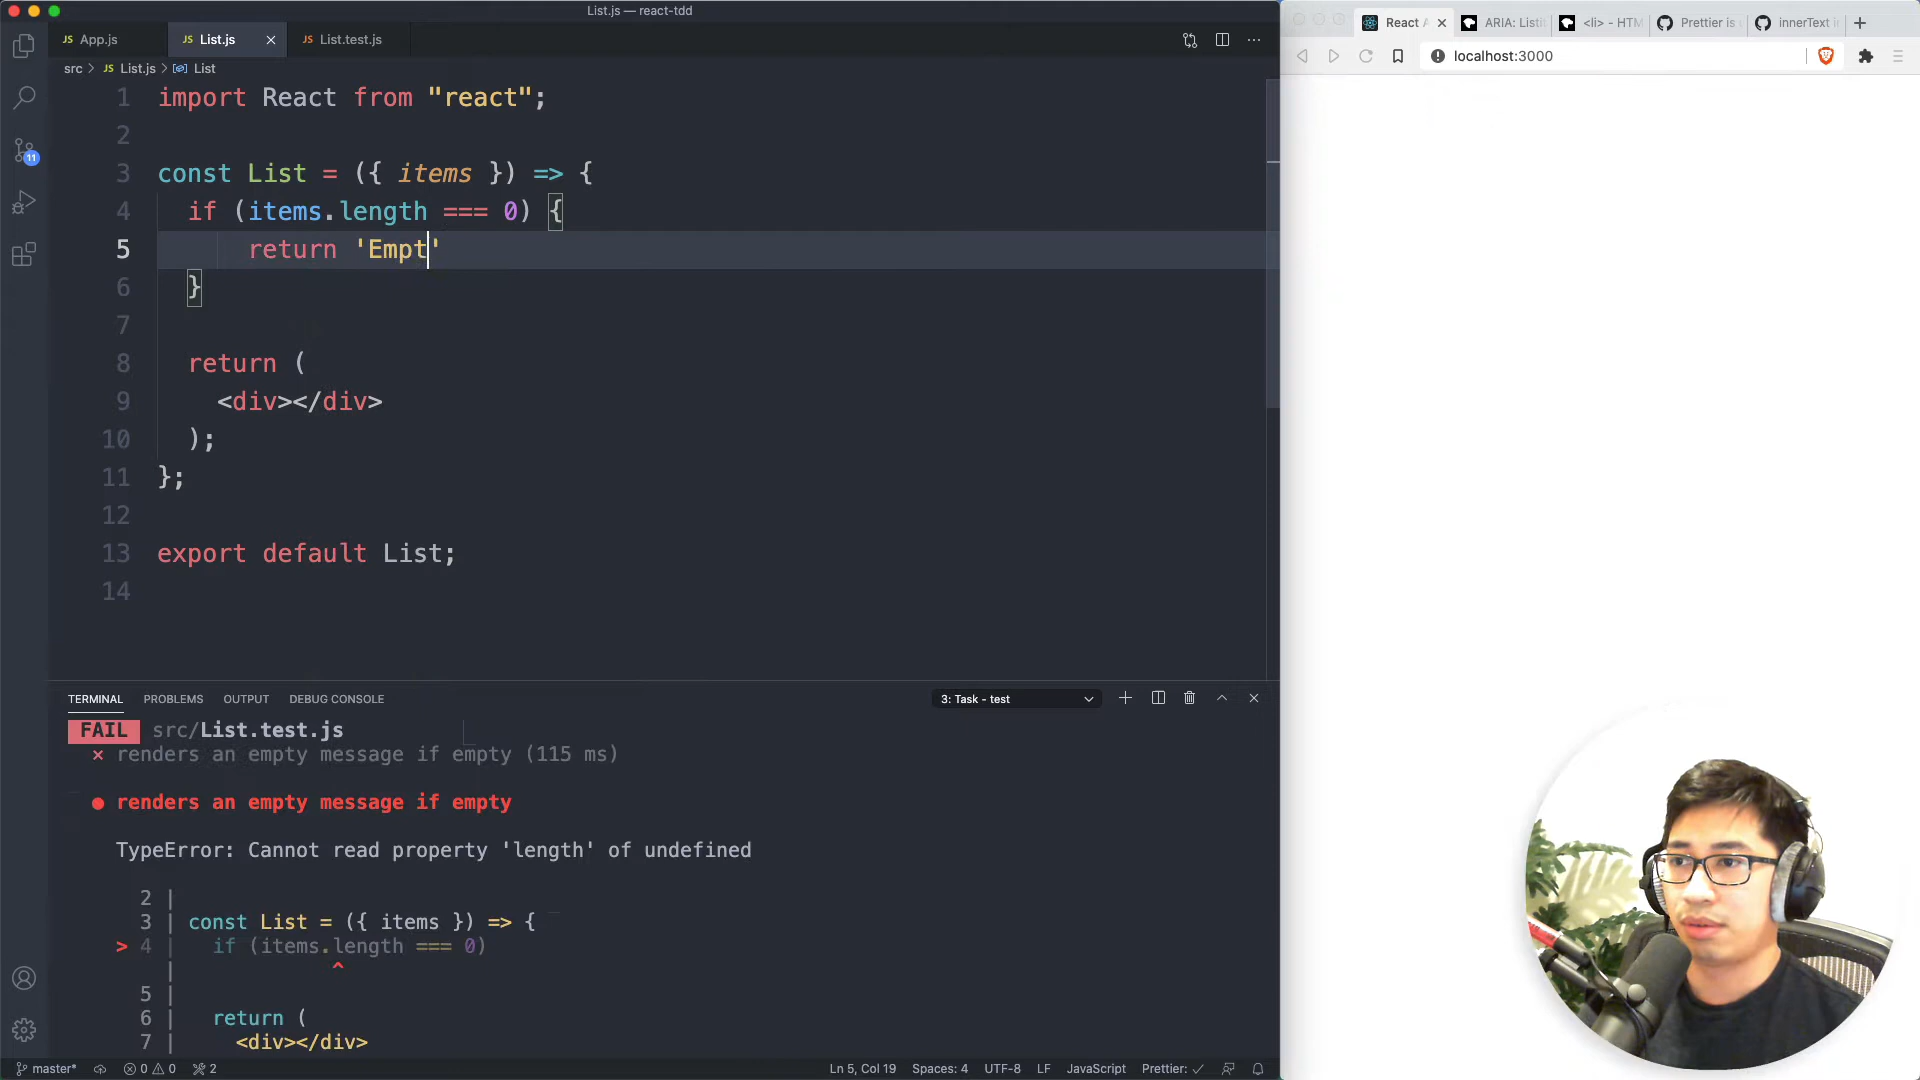 List.js — react-tdd
JS App.js
JS List.js
JS List.test.js
src > JS List.js > List
1 import React from "react";
2
3 const List = ({ items }) => {
4 if (items.length === 0) {
5 return 'Empt'
6 }
7
8 return (
9 <div></div>
10 );
11 };
12
13 export default List;
14
11
TERMINAL PROBLEMS OUTPUT DEBUG CONSOLE
3: Task - test
FAIL src/List.test.js
× renders an empty message if empty (115 ms)
● renders an empty message if empty
TypeError: Cannot read property 'length' of undefined
2 |
3 | const List = ({ items }) => {
> 4 | if (items.length === 0)
| ^
5 |
6 | return (
7 | <div></div>
master* 0 0 2
Ln 5, Col 19 Spaces: 4 UTF-8 LF JavaScript Prettier: ✓
React A
ARIA: Listit
<li> - HTM
Prettier is
innerText i
localhost:3000